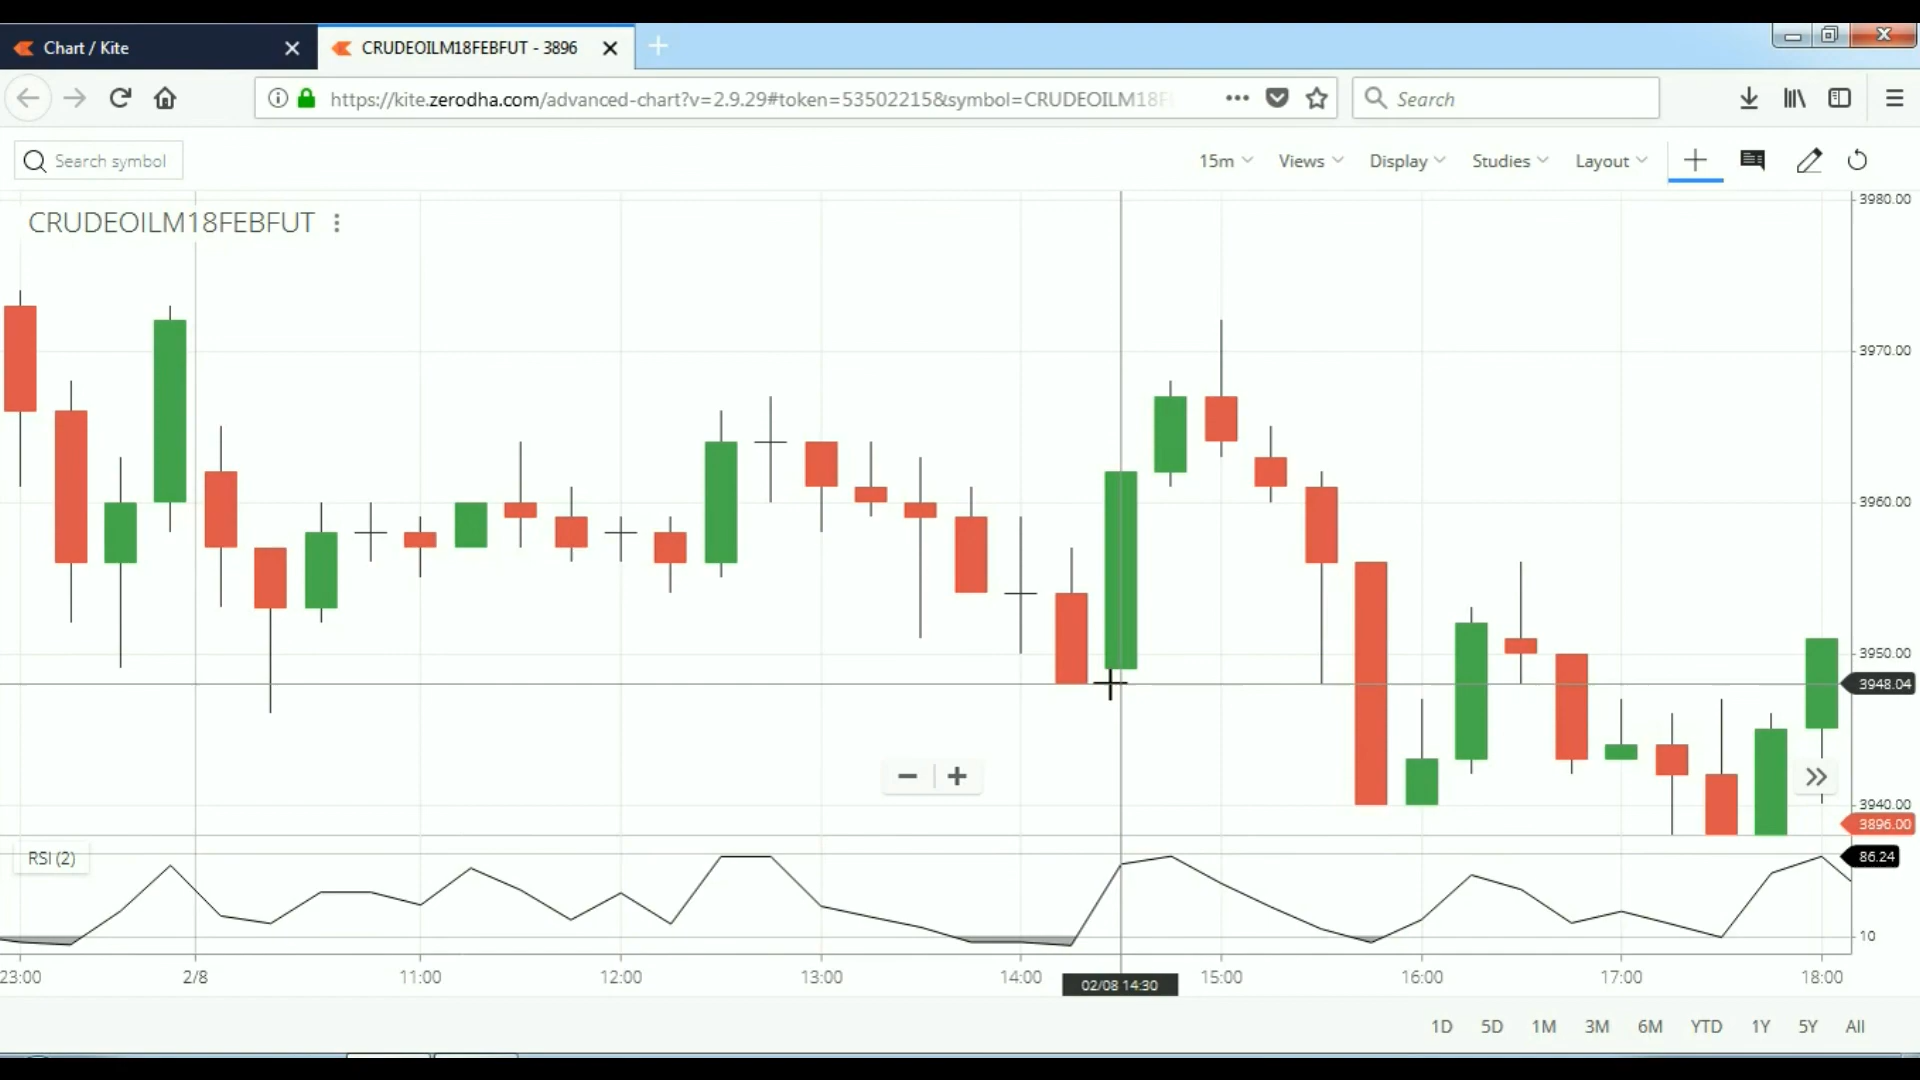 Chart / Kite
CRUDEOILM18FEBFUT - 3896
https://kite.zerodha.com/advanced-chart?v=2.9.29#token=53502215&symbol=CRUDEOILM18F
Search
Search symbol
15m
Views
Display
Studies
Layout
CRUDEOILM18FEBFUT
3980.00
3970.00
3960.00
3950.00
3948.04
3940.00
3896.00
RSI (2)
86.24
10
23:00
2/8
11:00
12:00
13:00
14:00
02/08 14:30
15:00
16:00
17:00
18:00
1D
5D
1M
3M
6M
YTD
1Y
5Y
All